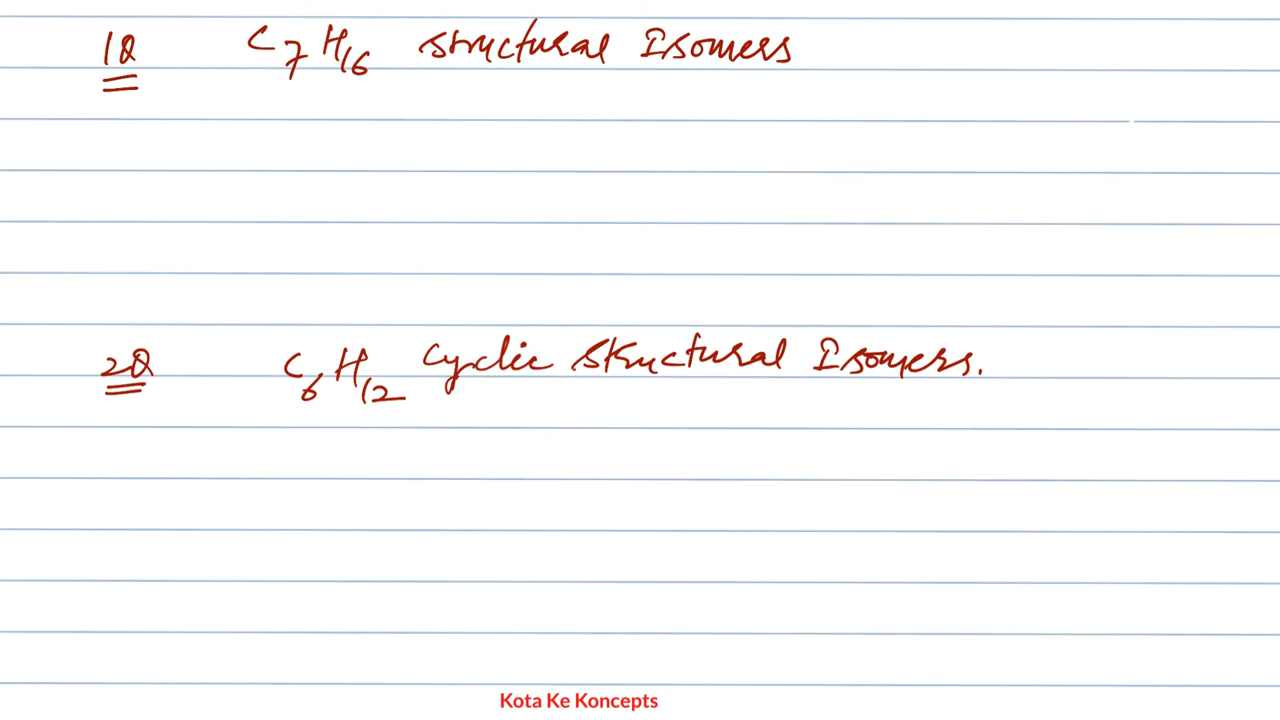 1Q C7H16 structural Isomers
2Q C6H12 cyclic structural Isomers.
Kota Ke Koncepts